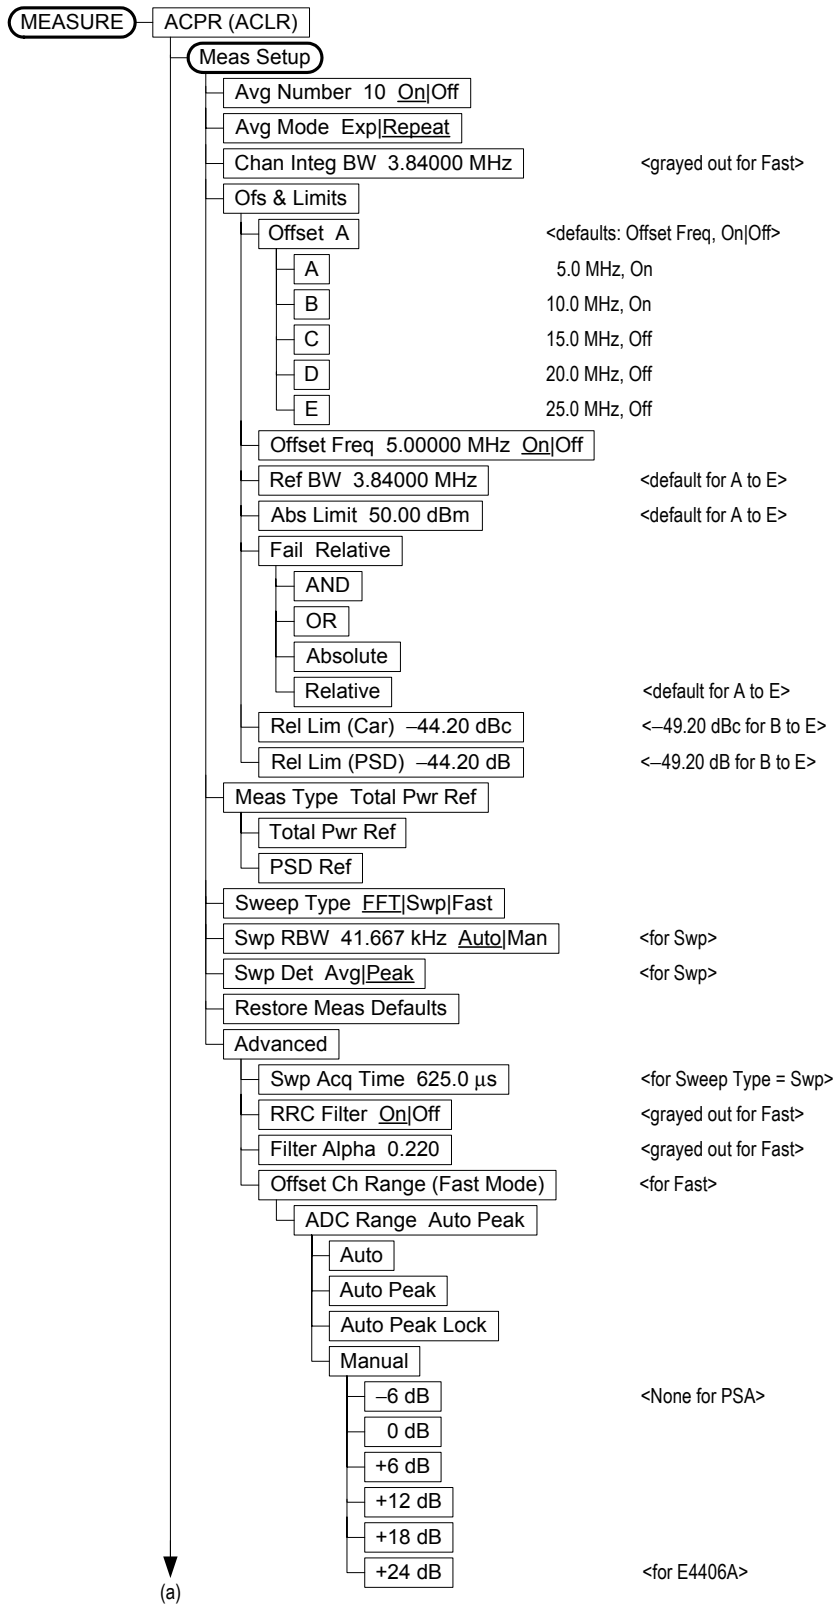 MEASURE ACPR (ACLR)
Meas Setup
Avg Number 10 On|Off
Avg Mode Exp|Repeat
Chan Integ BW 3.84000 MHz <grayed out for Fast>
Ofs & Limits
Offset A <defaults: Offset Freq, On|Off>
A 5.0 MHz, On
B 10.0 MHz, On
C 15.0 MHz, Off
D 20.0 MHz, Off
E 25.0 MHz, Off
Offset Freq 5.00000 MHz On|Off
Ref BW 3.84000 MHz <default for A to E>
Abs Limit 50.00 dBm <default for A to E>
Fail Relative
AND
OR
Absolute
Relative <default for A to E>
Rel Lim (Car) –44.20 dBc <–49.20 dBc for B to E>
Rel Lim (PSD) –44.20 dB <–49.20 dB for B to E>
Meas Type Total Pwr Ref
Total Pwr Ref
PSD Ref
Sweep Type FFT|Swp|Fast
Swp RBW 41.667 kHz Auto|Man <for Swp>
Swp Det Avg|Peak <for Swp>
Restore Meas Defaults
Advanced
Swp Acq Time 625.0 μs <for Sweep Type = Swp>
RRC Filter On|Off <grayed out for Fast>
Filter Alpha 0.220 <grayed out for Fast>
Offset Ch Range (Fast Mode) <for Fast>
ADC Range Auto Peak
Auto
Auto Peak
Auto Peak Lock
Manual
–6 dB <None for PSA>
0 dB
+6 dB
+12 dB
+18 dB
+24 dB <for E4406A>
(a)